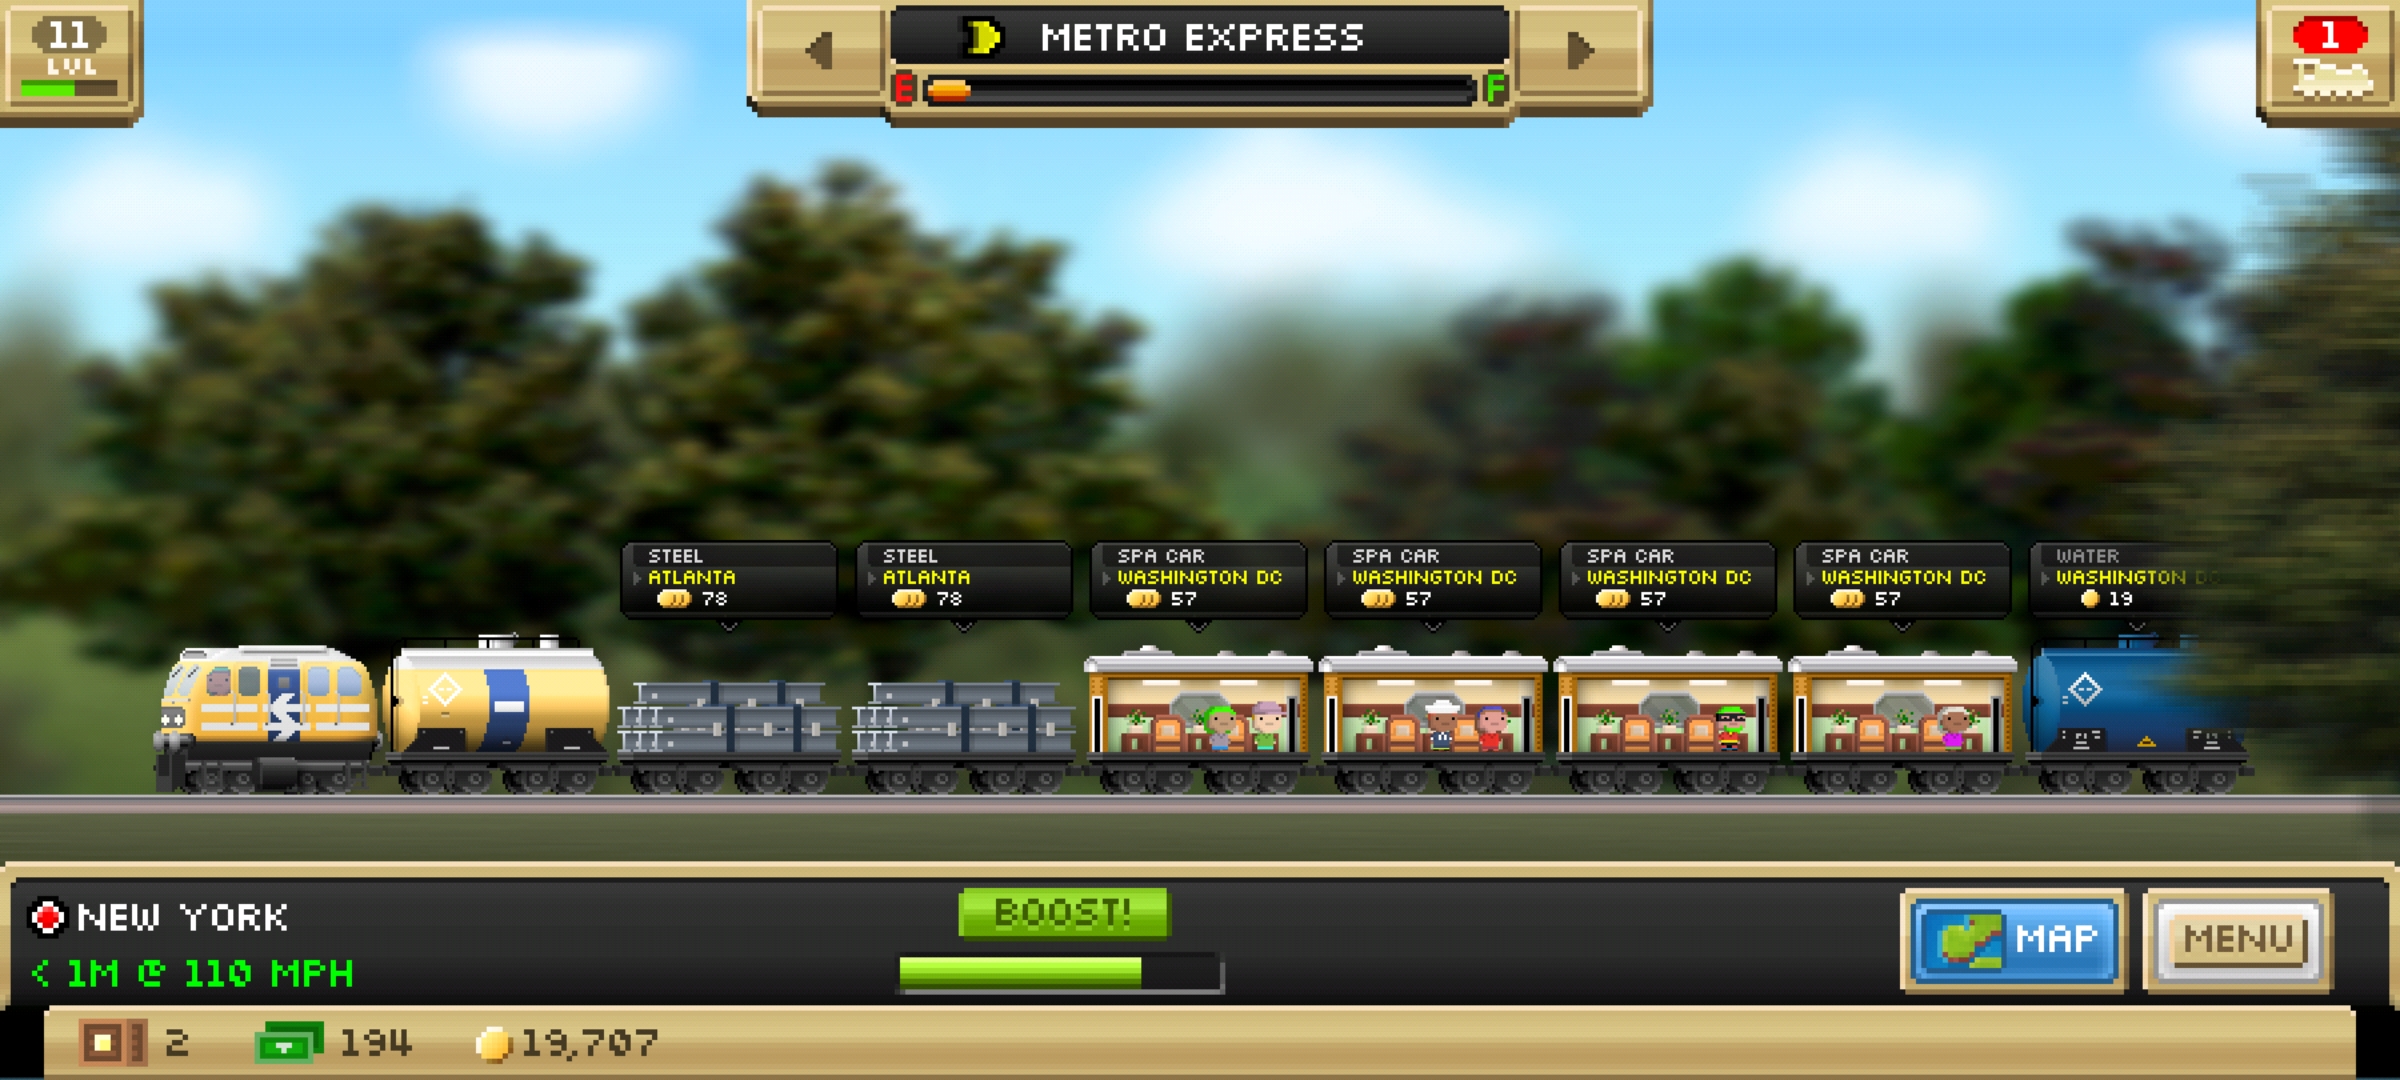 11
LVL
METRO EXPRESS
E F
1
STEEL
ATLANTA
78
STEEL
ATLANTA
78
SPA CAR
WASHINGTON DC
57
SPA CAR
WASHINGTON DC
57
SPA CAR
WASHINGTON DC
57
SPA CAR
WASHINGTON DC
57
WATER
WASHINGTON DC
19
NEW YORK
< 1M @ 110 MPH
BOOST!
MAP
MENU
2
194
19,707